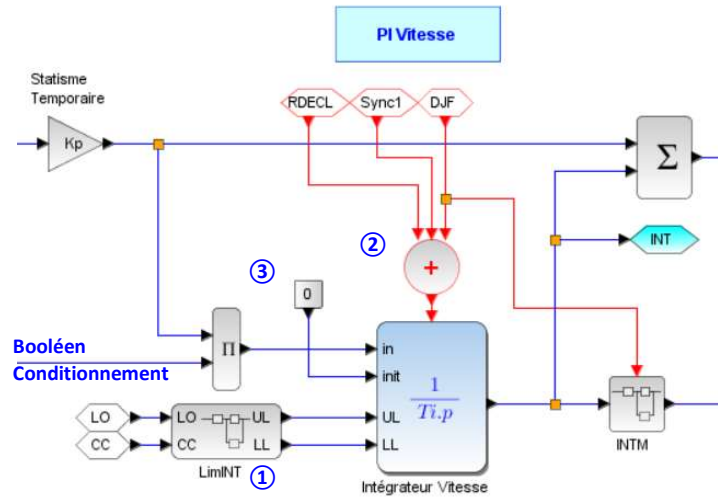 PI Vitesse
Statisme
Temporaire
RDECL
Sync1
DJF
Kp
Σ
②
+
INT
③
0
Π
Booléen
Conditionnement
in
init
UL
LL
1
Ti.p
LO
CC
LO
CC
UL
LL
LimINT
①
Intégrateur Vitesse
INTM